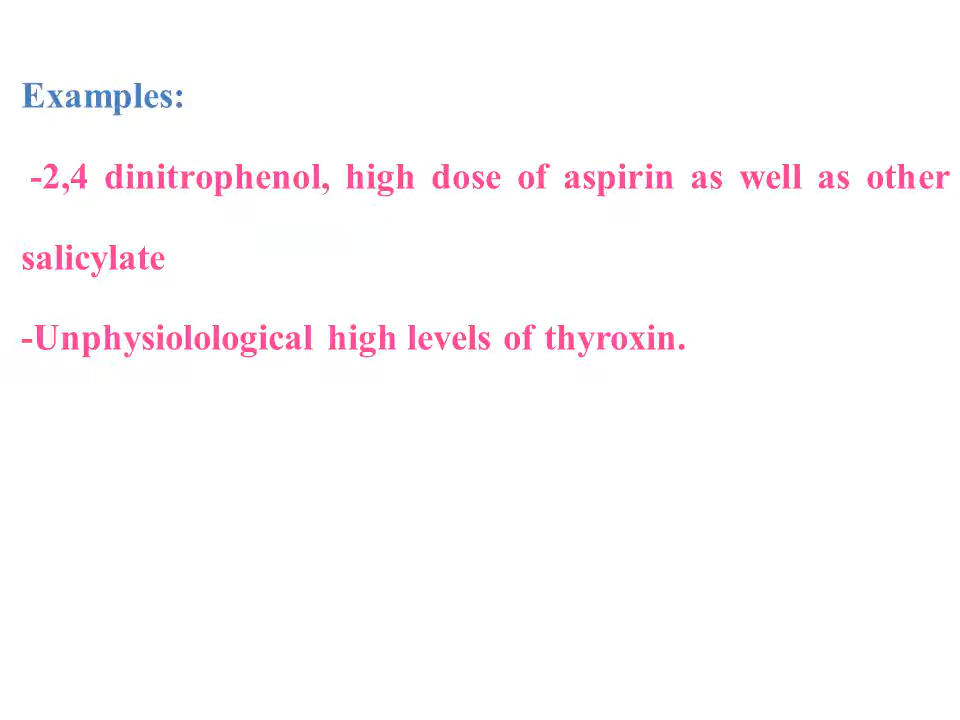 Examples:
-2,4 dinitrophenol, high dose of aspirin as well as other
salicylate
-Unphysiolological high levels of thyroxin.